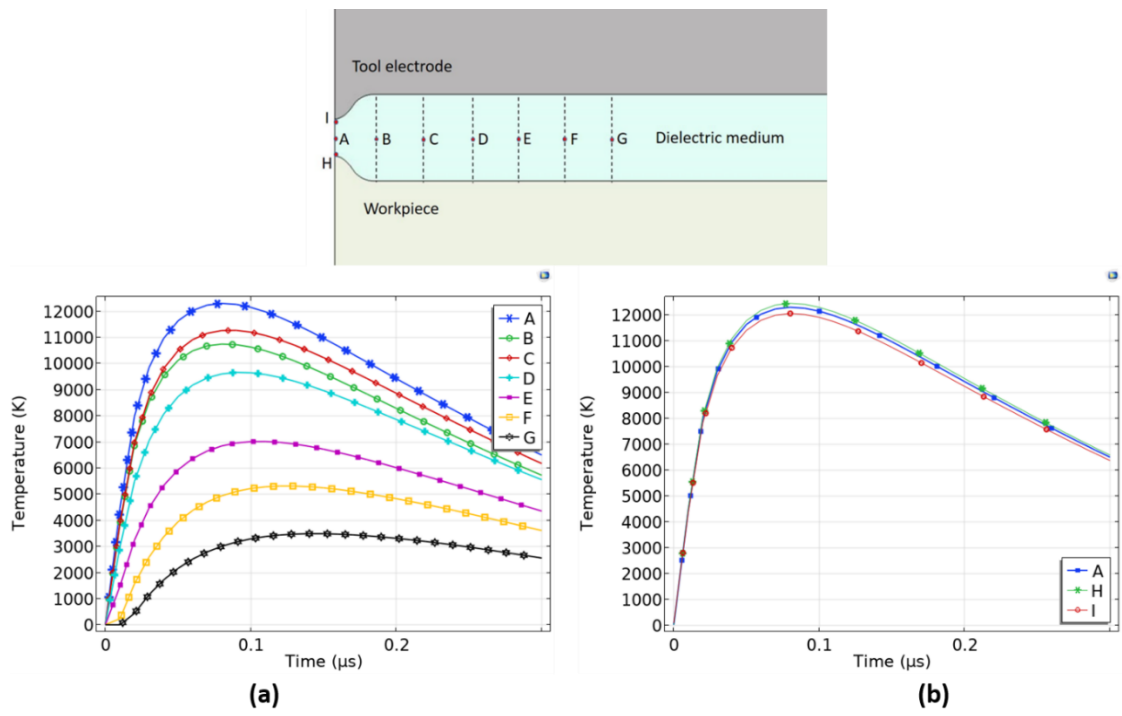 Tool electrode
I
A B C D E F G Dielectric medium
H
Workpiece
12000
11000
10000
9000
8000
7000
6000
5000
4000
3000
2000
1000
0
Temperature (K)
0.1 0.2
Time (μs)
A
B
C
D
E
F
G
(a)
12000
11000
10000
9000
8000
7000
6000
5000
4000
3000
2000
1000
0
Temperature (K)
0 0.1 0.2
Time (μs)
A
H
I
(b)